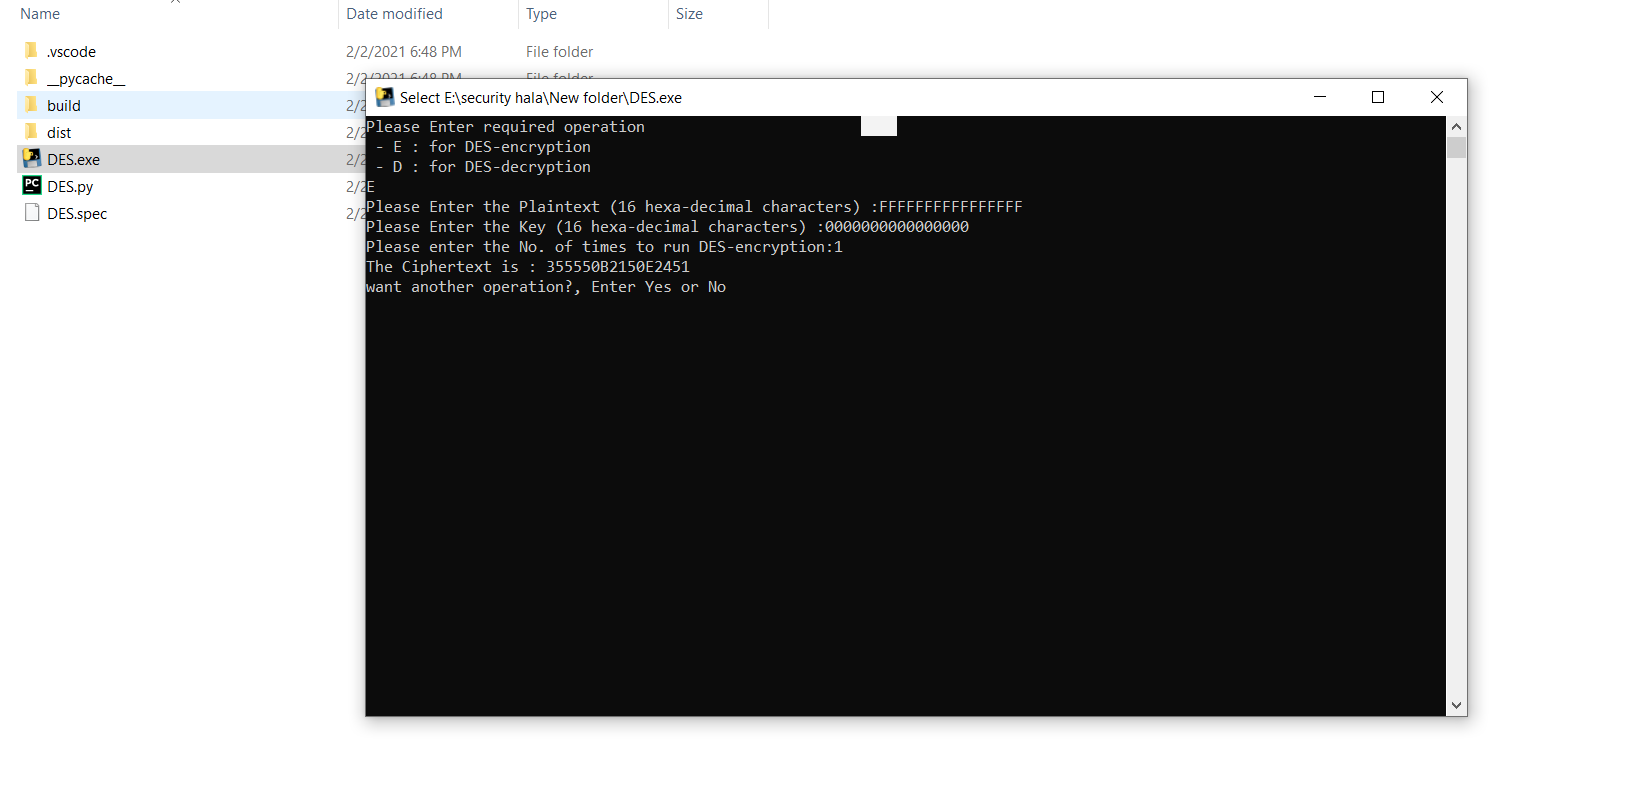 Name Date modified Type Size
.vscode 2/2/2021 6:48 PM File folder
__pycache__ 2/2/2021 6:48 PM File folder
build 2/2
dist 2/2
DES.exe 2/2
DES.py 2/2
DES.spec 2/2
Select E:\security hala\New folder\DES.exe
Please Enter required operation
- E : for DES-encryption
- D : for DES-decryption
E
Please Enter the Plaintext (16 hexa-decimal characters) :FFFFFFFFFFFFFFFF
Please Enter the Key (16 hexa-decimal characters) :0000000000000000
Please enter the No. of times to run DES-encryption:1
The Ciphertext is : 355550B2150E2451
want another operation?, Enter Yes or No